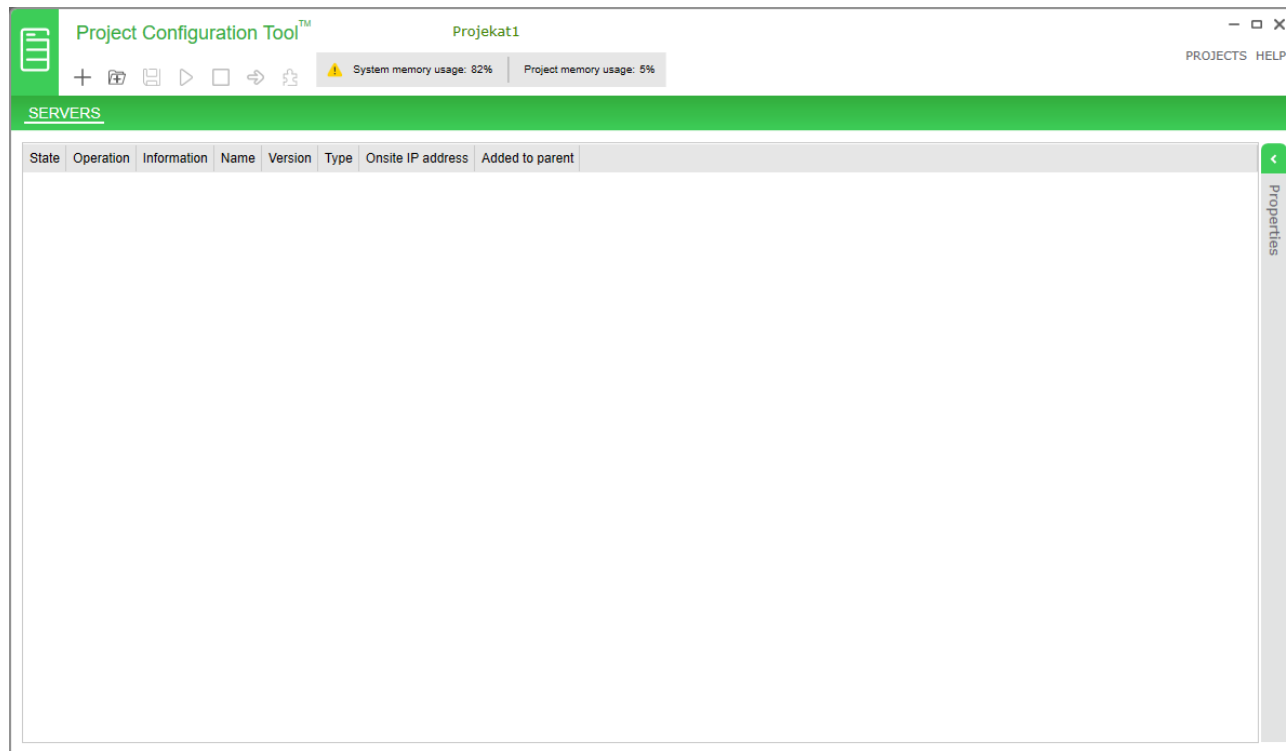 Project Configuration Tool™
Projekat1
PROJECTS HELP
System memory usage: 82% Project memory usage: 5%
SERVERS
State Operation Information Name Version Type Onsite IP address Added to parent
Properties